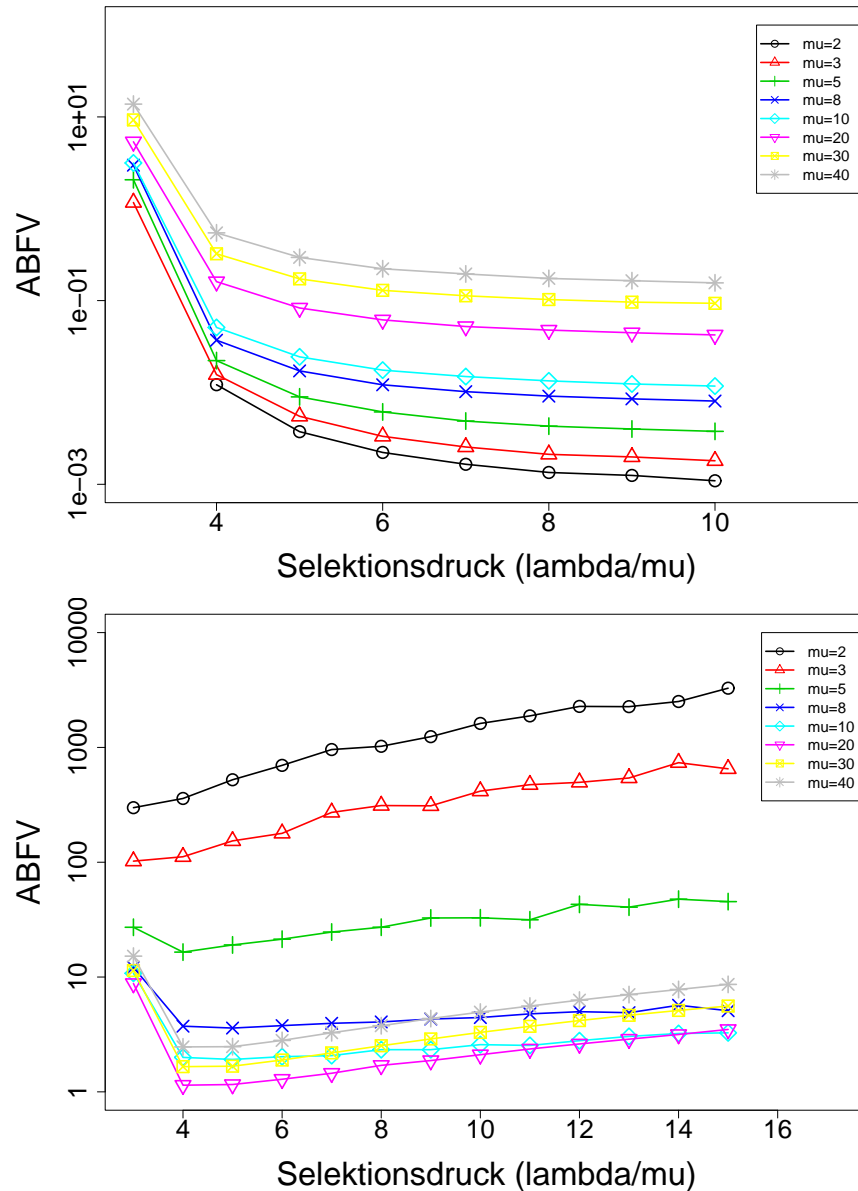 ABFV
1e+01
1e−01
1e−03
mu=2
mu=3
mu=5
mu=8
mu=10
mu=20
mu=30
mu=40
4 6 8 10
Selektionsdruck (lambda/mu)
ABFV
10000
1000
100
10
1
mu=2
mu=3
mu=5
mu=8
mu=10
mu=20
mu=30
mu=40
4 6 8 10 12 14 16
Selektionsdruck (lambda/mu)